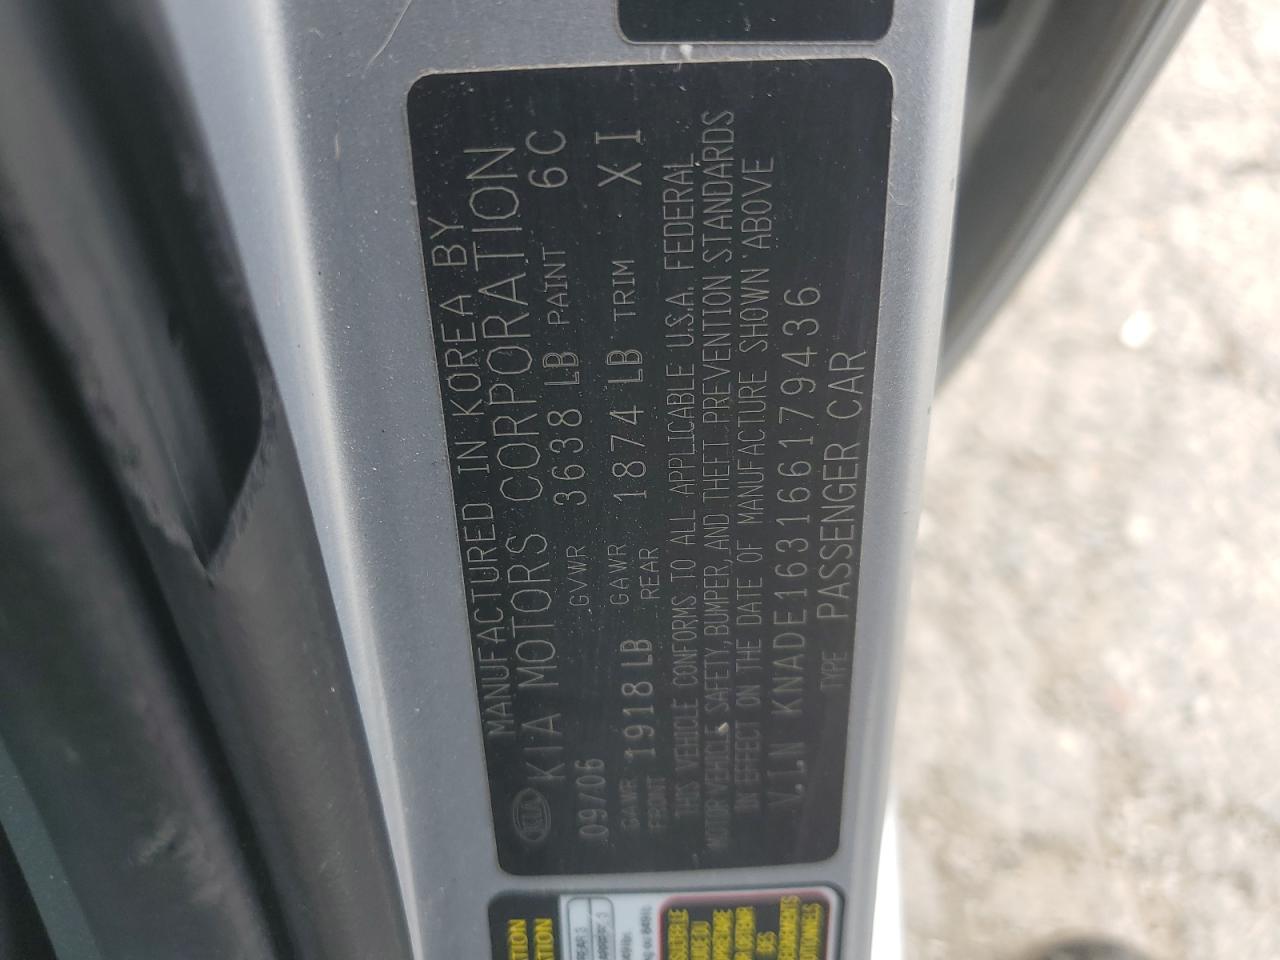 MANUFACTURED IN KOREA BY
KIA KIA MOTORS CORPORATION
09/06 GVWR 3638 LB PAINT 6C
GAWR FRONT 1918 LB GAWR REAR 1874 LB TRIM X I
THIS VEHICLE CONFORMS TO ALL APPLICABLE U.S.A. FEDERAL
MOTOR VEHICLE SAFETY, BUMPER, AND THEFT PREVENTION STANDARDS
IN EFFECT ON THE DATE OF MANUFACTURE SHOWN ABOVE
V.I.N KNADE163166179436
TYPE PASSENGER CAR